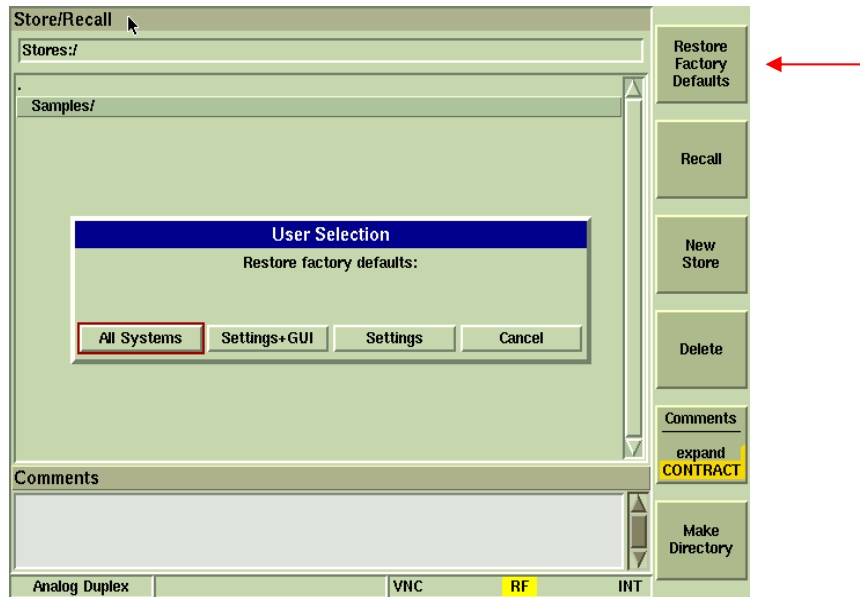 Store/Recall
Stores:/
.
Samples/
User Selection
Restore factory defaults:
All Systems
Settings+GUI
Settings
Cancel
Comments
Analog Duplex
VNC
RF
INT
Restore
Factory
Defaults
Recall
New
Store
Delete
Comments
expand
CONTRACT
Make
Directory